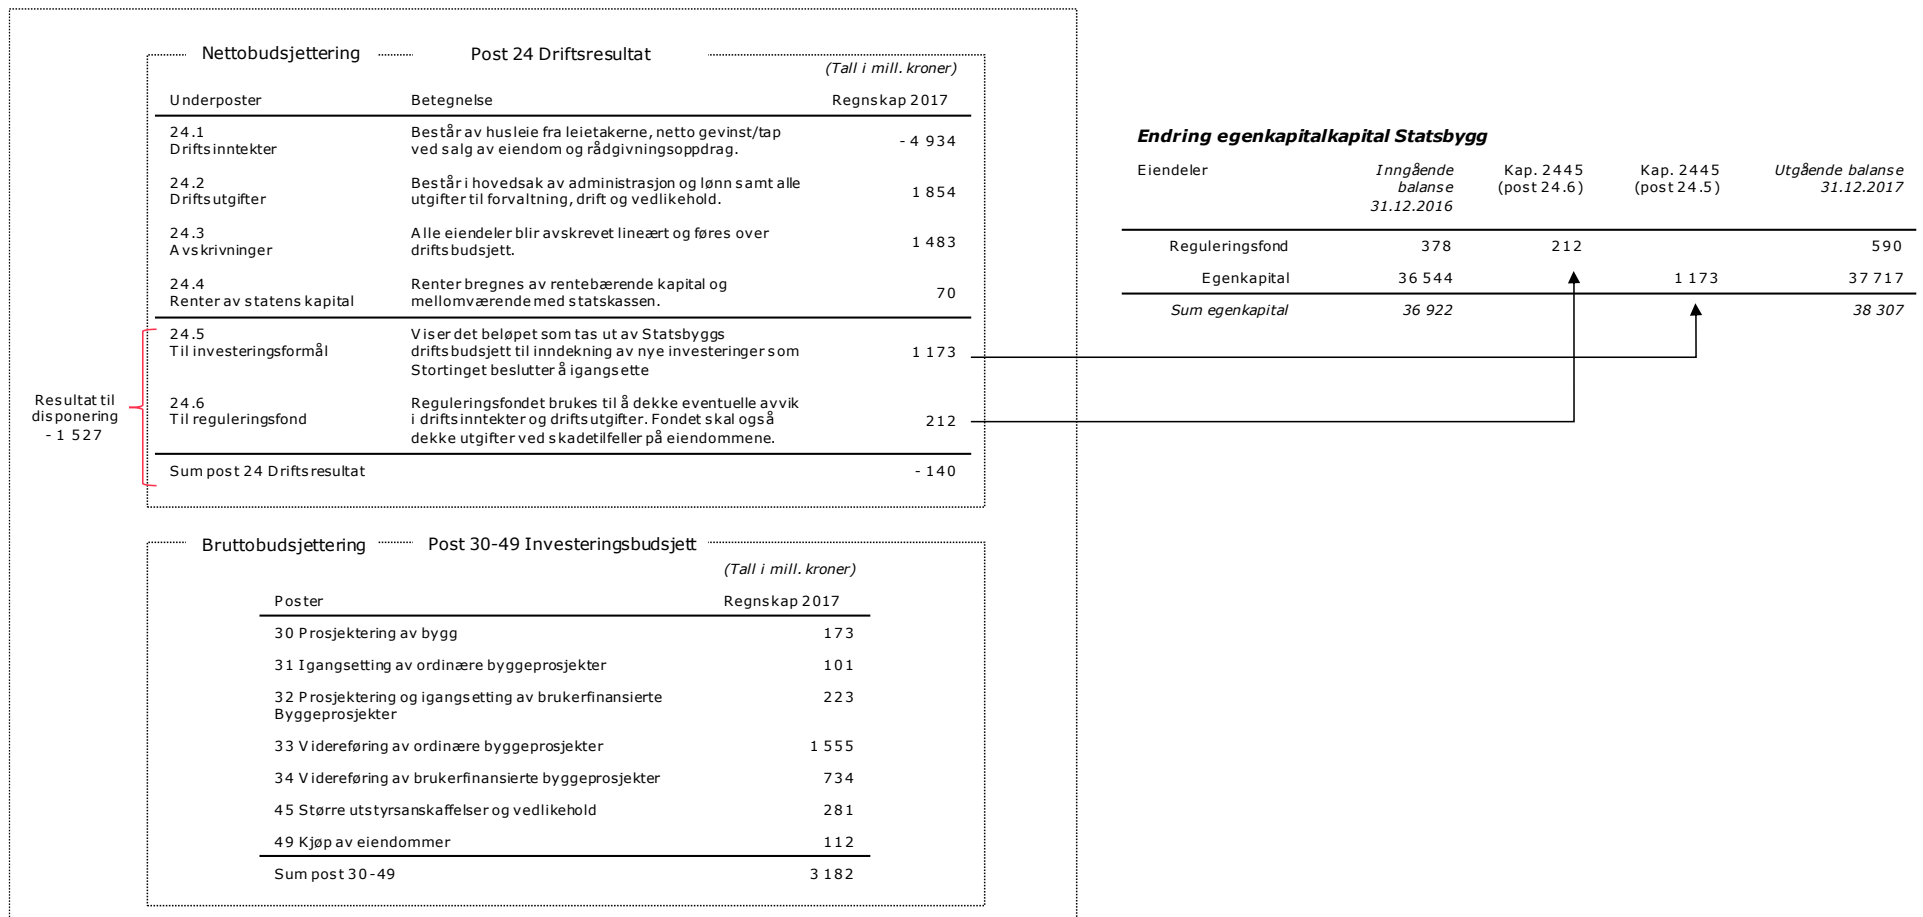 Nettobudsjettering Post 24 Driftsresultat
(Tall i mill. kroner)
Underposter Betegnelse Regnskap 2017
24.1 Består av husleie fra leietakerne, netto gevinst/tap
Driftsinntekter ved salg av eiendom og rådgivningsoppdrag. - 4 934
24.2 Består i hovedsak av administrasjon og lønn samt alle
Driftsutgifter utgifter til forvaltning, drift og vedlikehold. 1 854
24.3 Alle eiendeler blir avskrevet lineært og føres over
Avskrivninger driftsbudsjett. 1 483
24.4 Renter bregnes av rentebærende kapital og
Renter av statens kapital mellomværende med statskassen. 70
24.5 Viser det beløpet som tas ut av Statsbyggs
Til investeringsformål driftsbudsjett til inndekning av nye investeringer som 1 173
Stortinget beslutter å igangsette
24.6 Reguleringsfondet brukes til å dekke eventuelle avvik
Til reguleringsfond i driftsinntekter og driftsutgifter. Fondet skal også 212
dekke utgifter ved skadetilfeller på eiendommene.
Sum post 24 Driftsresultat - 140
Resultat til
disponering
- 1 527
Bruttobudsjettering Post 30-49 Investeringsbudsjett
(Tall i mill. kroner)
Poster Regnskap 2017
30 Prosjektering av bygg 173
31 Igangsetting av ordinære byggeprosjekter 101
32 Prosjektering og igangsetting av brukerfinansierte 223
Byggeprosjekter
33 Videreføring av ordinære byggeprosjekter 1 555
34 Videreføring av brukerfinansierte byggeprosjekter 734
45 Større utstyrsanskaffelser og vedlikehold 281
49 Kjøp av eiendommer 112
Sum post 30-49 3 182
Endring egenkapitalkapital Statsbygg
Eiendeler Inngående Kap. 2445 Kap. 2445 Utgående balanse
balanse (post 24.6) (post 24.5) 31.12.2017
31.12.2016
Reguleringsfond 378 212 590
Egenkapital 36 544 1 173 37 717
Sum egenkapital 36 922 38 307